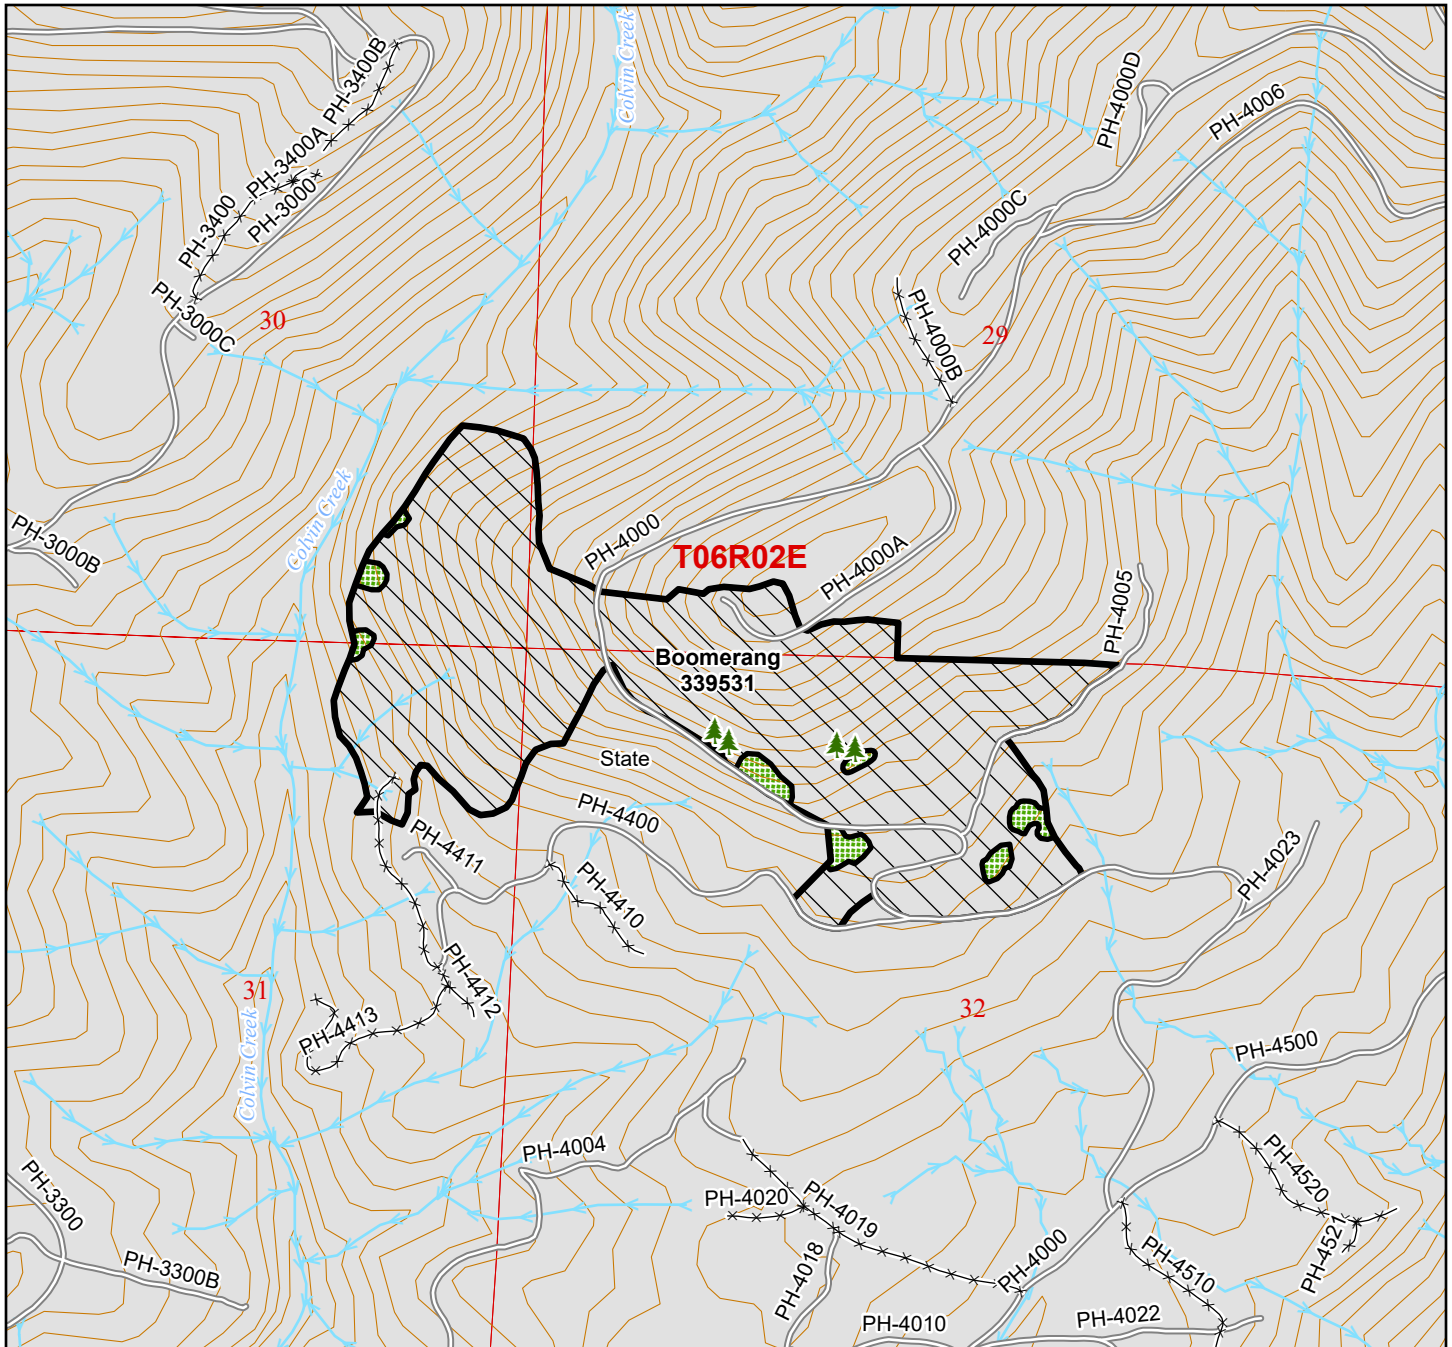 Colvin Creek
PH-3400B
PH-4000D
PH-4006
PH-3400A
PH-3000
PH-3400
PH-4000C
PH-3000C
30
PH-4000B
29
Colvin Creek
PH-3000B
PH-4000
T06R02E
PH-4000A
PH-4005
Boomerang
339531
State
PH-4400
PH-4411
PH-4410
PH-4023
PH-4412
31
32
PH-4413
Colvin Creek
PH-4500
PH-4004
PH-3300
PH-4020
PH-4019
PH-4520
PH-4521
PH-4000
PH-4018
PH-4510
PH-3300B
PH-4010
PH-4022